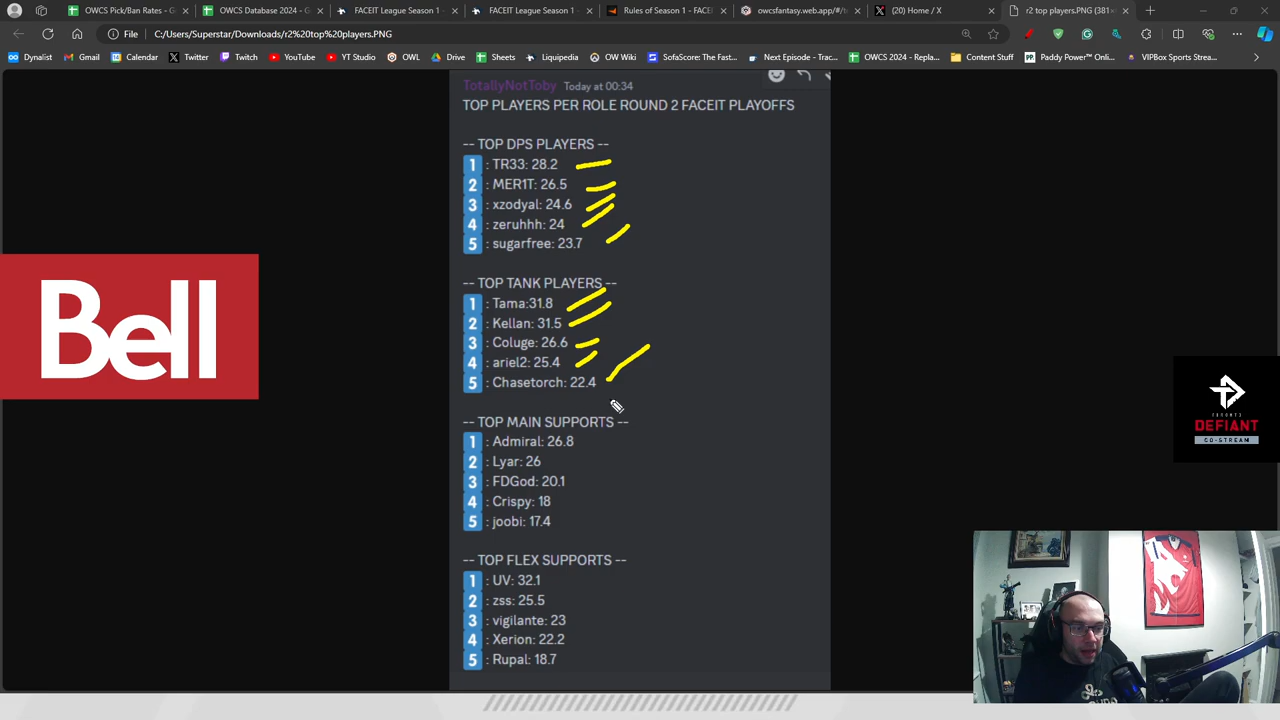 OWCS Pick/Ban Rates - G
OWCS Database 2024 - G
FACEIT League Season 1 -
FACEIT League Season 1 -
Rules of Season 1 - FACEIT
owcsfantasy.web.app/#/t
(2) Home / X
r2 top players.PNG (381×
File C:/Users/Superstar/Downloads/r2%20top%20players.PNG
Dynalist Gmail Calendar Twitter Twitch YouTube YT Studio OWL Drive Sheets Liquipedia OW Wiki SofaScore: The Fast... Next Episode - Trac... OWCS 2024 - Repla... Content Stuff Paddy Power™ Onli... VIPBox Sports Strea...
TotallyNotToby Today at 00:34
TOP PLAYERS PER ROLE ROUND 2 FACEIT PLAYOFFS
-- TOP DPS PLAYERS --
1 : TR33: 28.2
2 : MER1T: 26.5
3 : xzodyal: 24.6
4 : zeruhhh: 24
5 : sugarfree: 23.7
-- TOP TANK PLAYERS --
1 : Tama:31.8
2 : Kellan: 31.5
3 : Coluge: 26.6
4 : ariel2: 25.4
5 : Chasetorch: 22.4
-- TOP MAIN SUPPORTS --
1 : Admiral: 26.8
2 : Lyar: 26
3 : FDGod: 20.1
4 : Crispy: 18
5 : joobi: 17.4
-- TOP FLEX SUPPORTS --
1 : UV: 32.1
2 : zss: 25.5
3 : vigilante: 23
4 : Xerion: 22.2
5 : Rupal: 18.7
Bell
TORONTO
DEFIANT
CO-STREAM